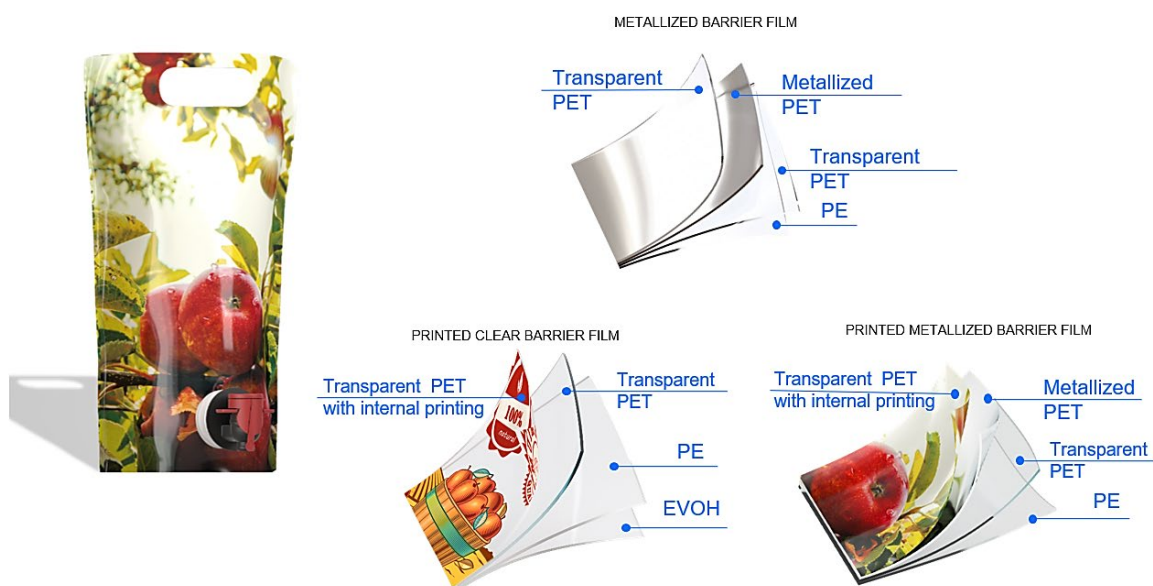 METALLIZED BARRIER FILM
Transparent
PET
Metallized
PET
Transparent
PET
PE
PRINTED CLEAR BARRIER FILM
Transparent PET
with internal printing
100%
natural
Transparent
PET
PE
EVOH
PRINTED METALLIZED BARRIER FILM
Transparent PET
with internal printing
Metallized
PET
Transparent
PET
PE